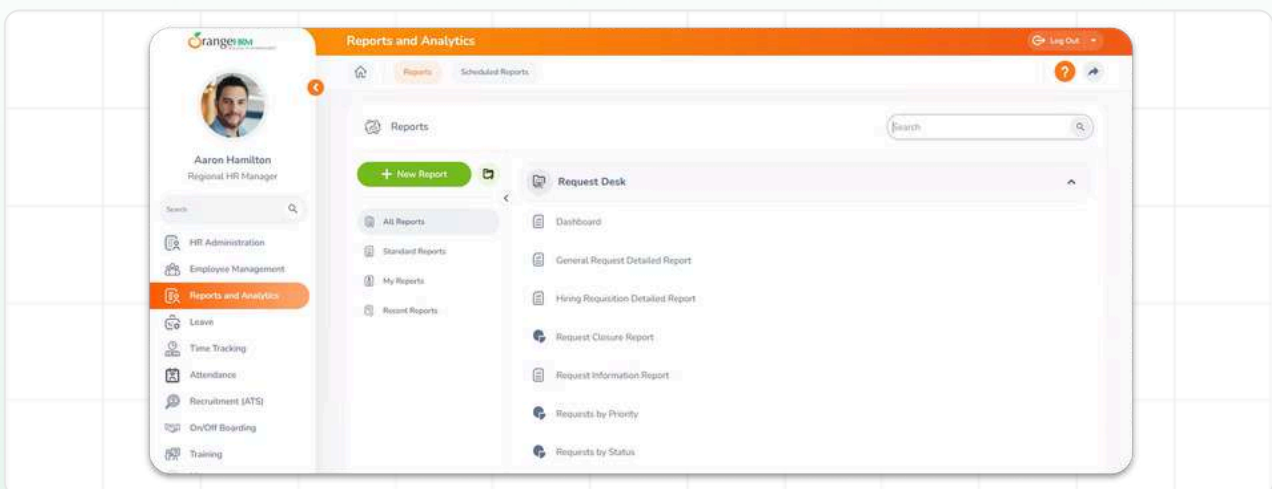 OrangeHRM
Reports and Analytics
Log Out
Reports
Scheduled Reports
?
Reports
Search
Aaron Hamilton
Regional HR Manager
New Report
Request Desk
Search
All Reports
Dashboard
HR Administration
Standard Reports
General Request Detailed Report
Employee Management
My Reports
Reports and Analytics
Hiring Requisition Detailed Report
Recent Reports
Leave
Request Closure Report
Time Tracking
Attendance
Request Information Report
Recruitment (ATS)
Requests by Priority
On/Off Boarding
Training
Requests by Status